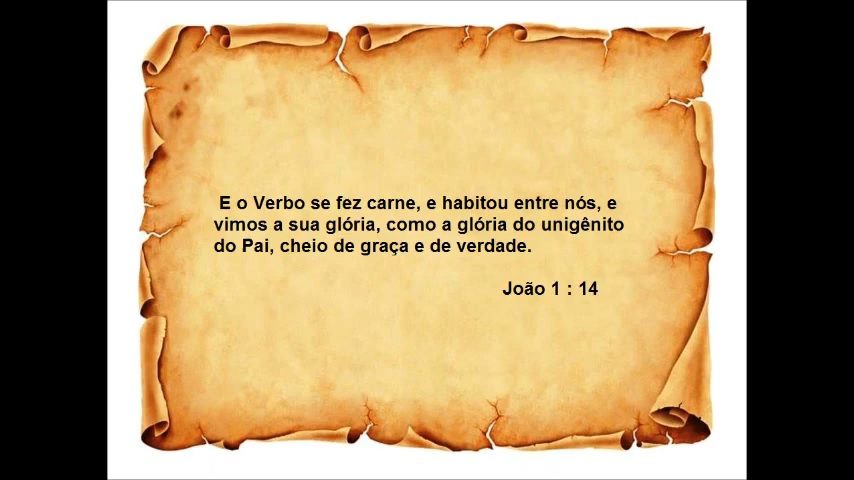 E o Verbo se fez carne, e habitou entre nós, e
vimos a sua glória, como a glória do unigênito
do Pai, cheio de graça e de verdade.
João 1 : 14